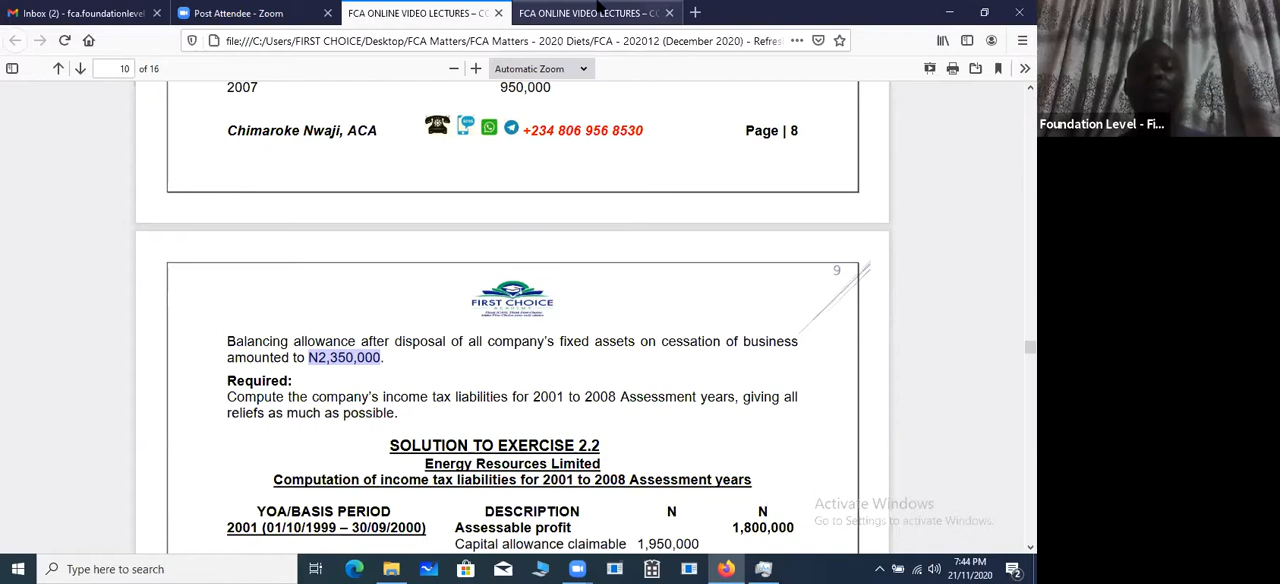 Inbox (2) - fca.foundationlevel
Post Attendee - Zoom
FCA ONLINE VIDEO LECTURES – CO
FCA ONLINE VIDEO LECTURES – CO
file:///C:/Users/FIRST CHOICE/Desktop/FCA Matters/FCA Matters - 2020 Diets/FCA - 202012 (December 2020) - Refres
10 of 16
Automatic Zoom
2007 950,000
Chimaroke Nwaji, ACA +234 806 956 8530 Page | 8
Foundation Level - Fi...
9
FIRST CHOICE
Balancing allowance after disposal of all company's fixed assets on cessation of business
amounted to N2,350,000.
Required:
Compute the company's income tax liabilities for 2001 to 2008 Assessment years, giving all
reliefs as much as possible.
SOLUTION TO EXERCISE 2.2
Energy Resources Limited
Computation of income tax liabilities for 2001 to 2008 Assessment years
YOA/BASIS PERIOD DESCRIPTION N N
2001 (01/10/1999 – 30/09/2000) Assessable profit 1,800,000
Capital allowance claimable 1,950,000
Activate Windows
Go to Settings to activate Windows.
Type here to search
7:44 PM
21/11/2020
2